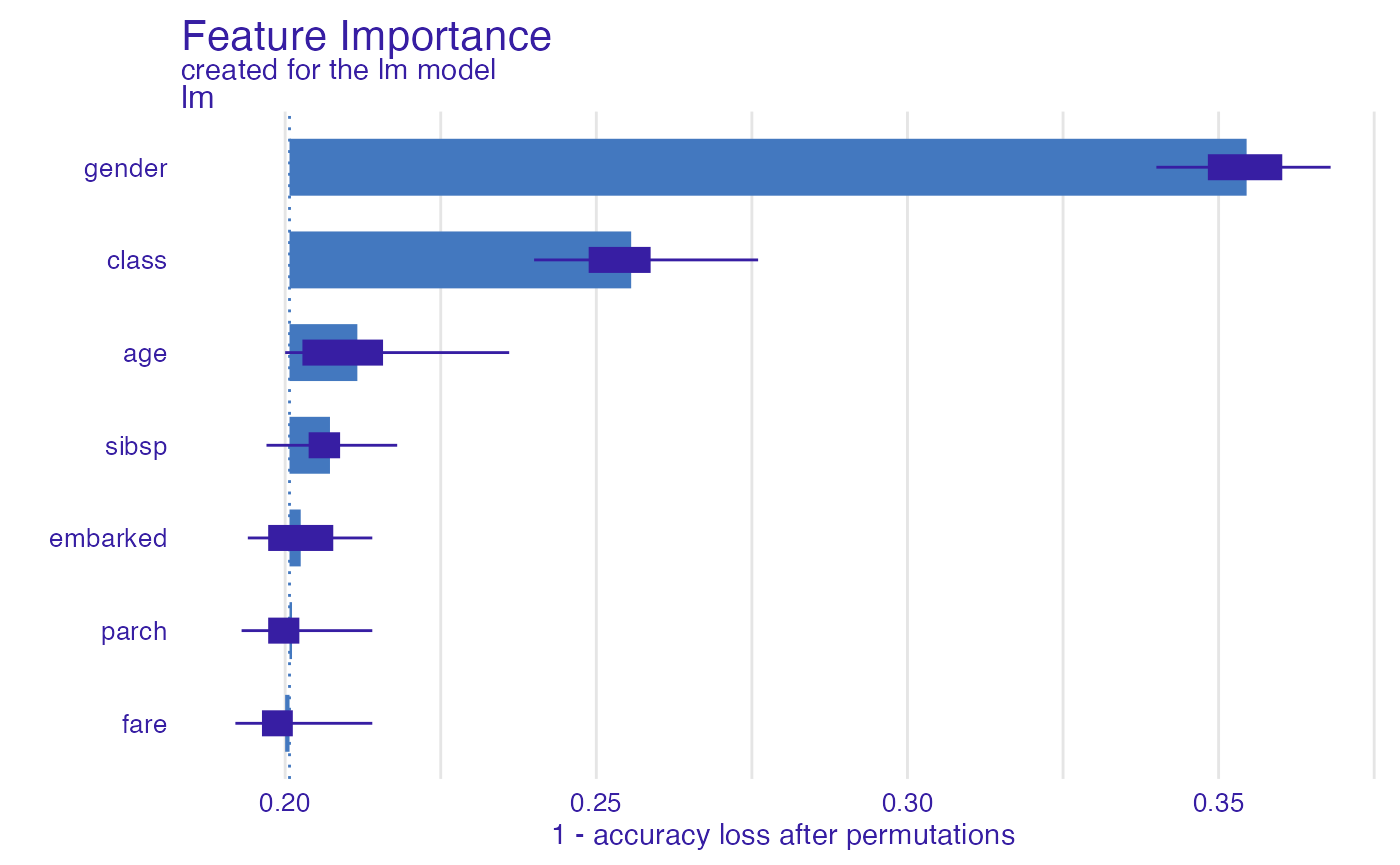 Feature Importance
created for the lm model
lm
gender
class
age
sibsp
embarked
parch
fare
0.20 0.25 0.30 0.35
1 - accuracy loss after permutations